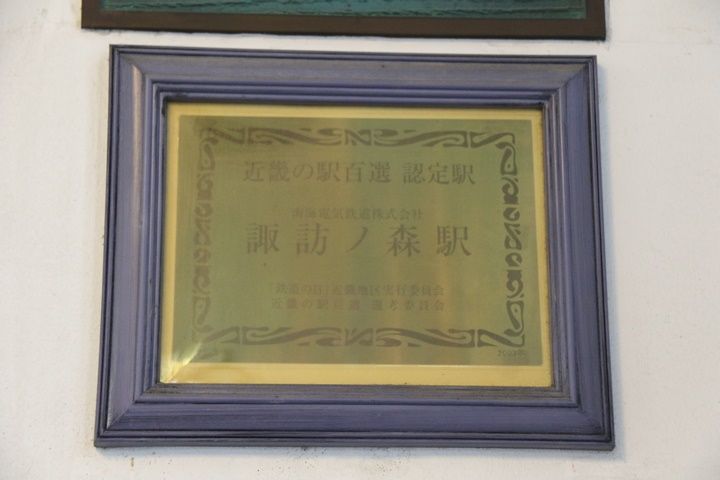 近畿の駅百選 認定駅
南海電気鉄道株式会社
諏訪ノ森駅
「鉄道の日」近畿地区実行委員会
近畿の駅百選 選考委員会